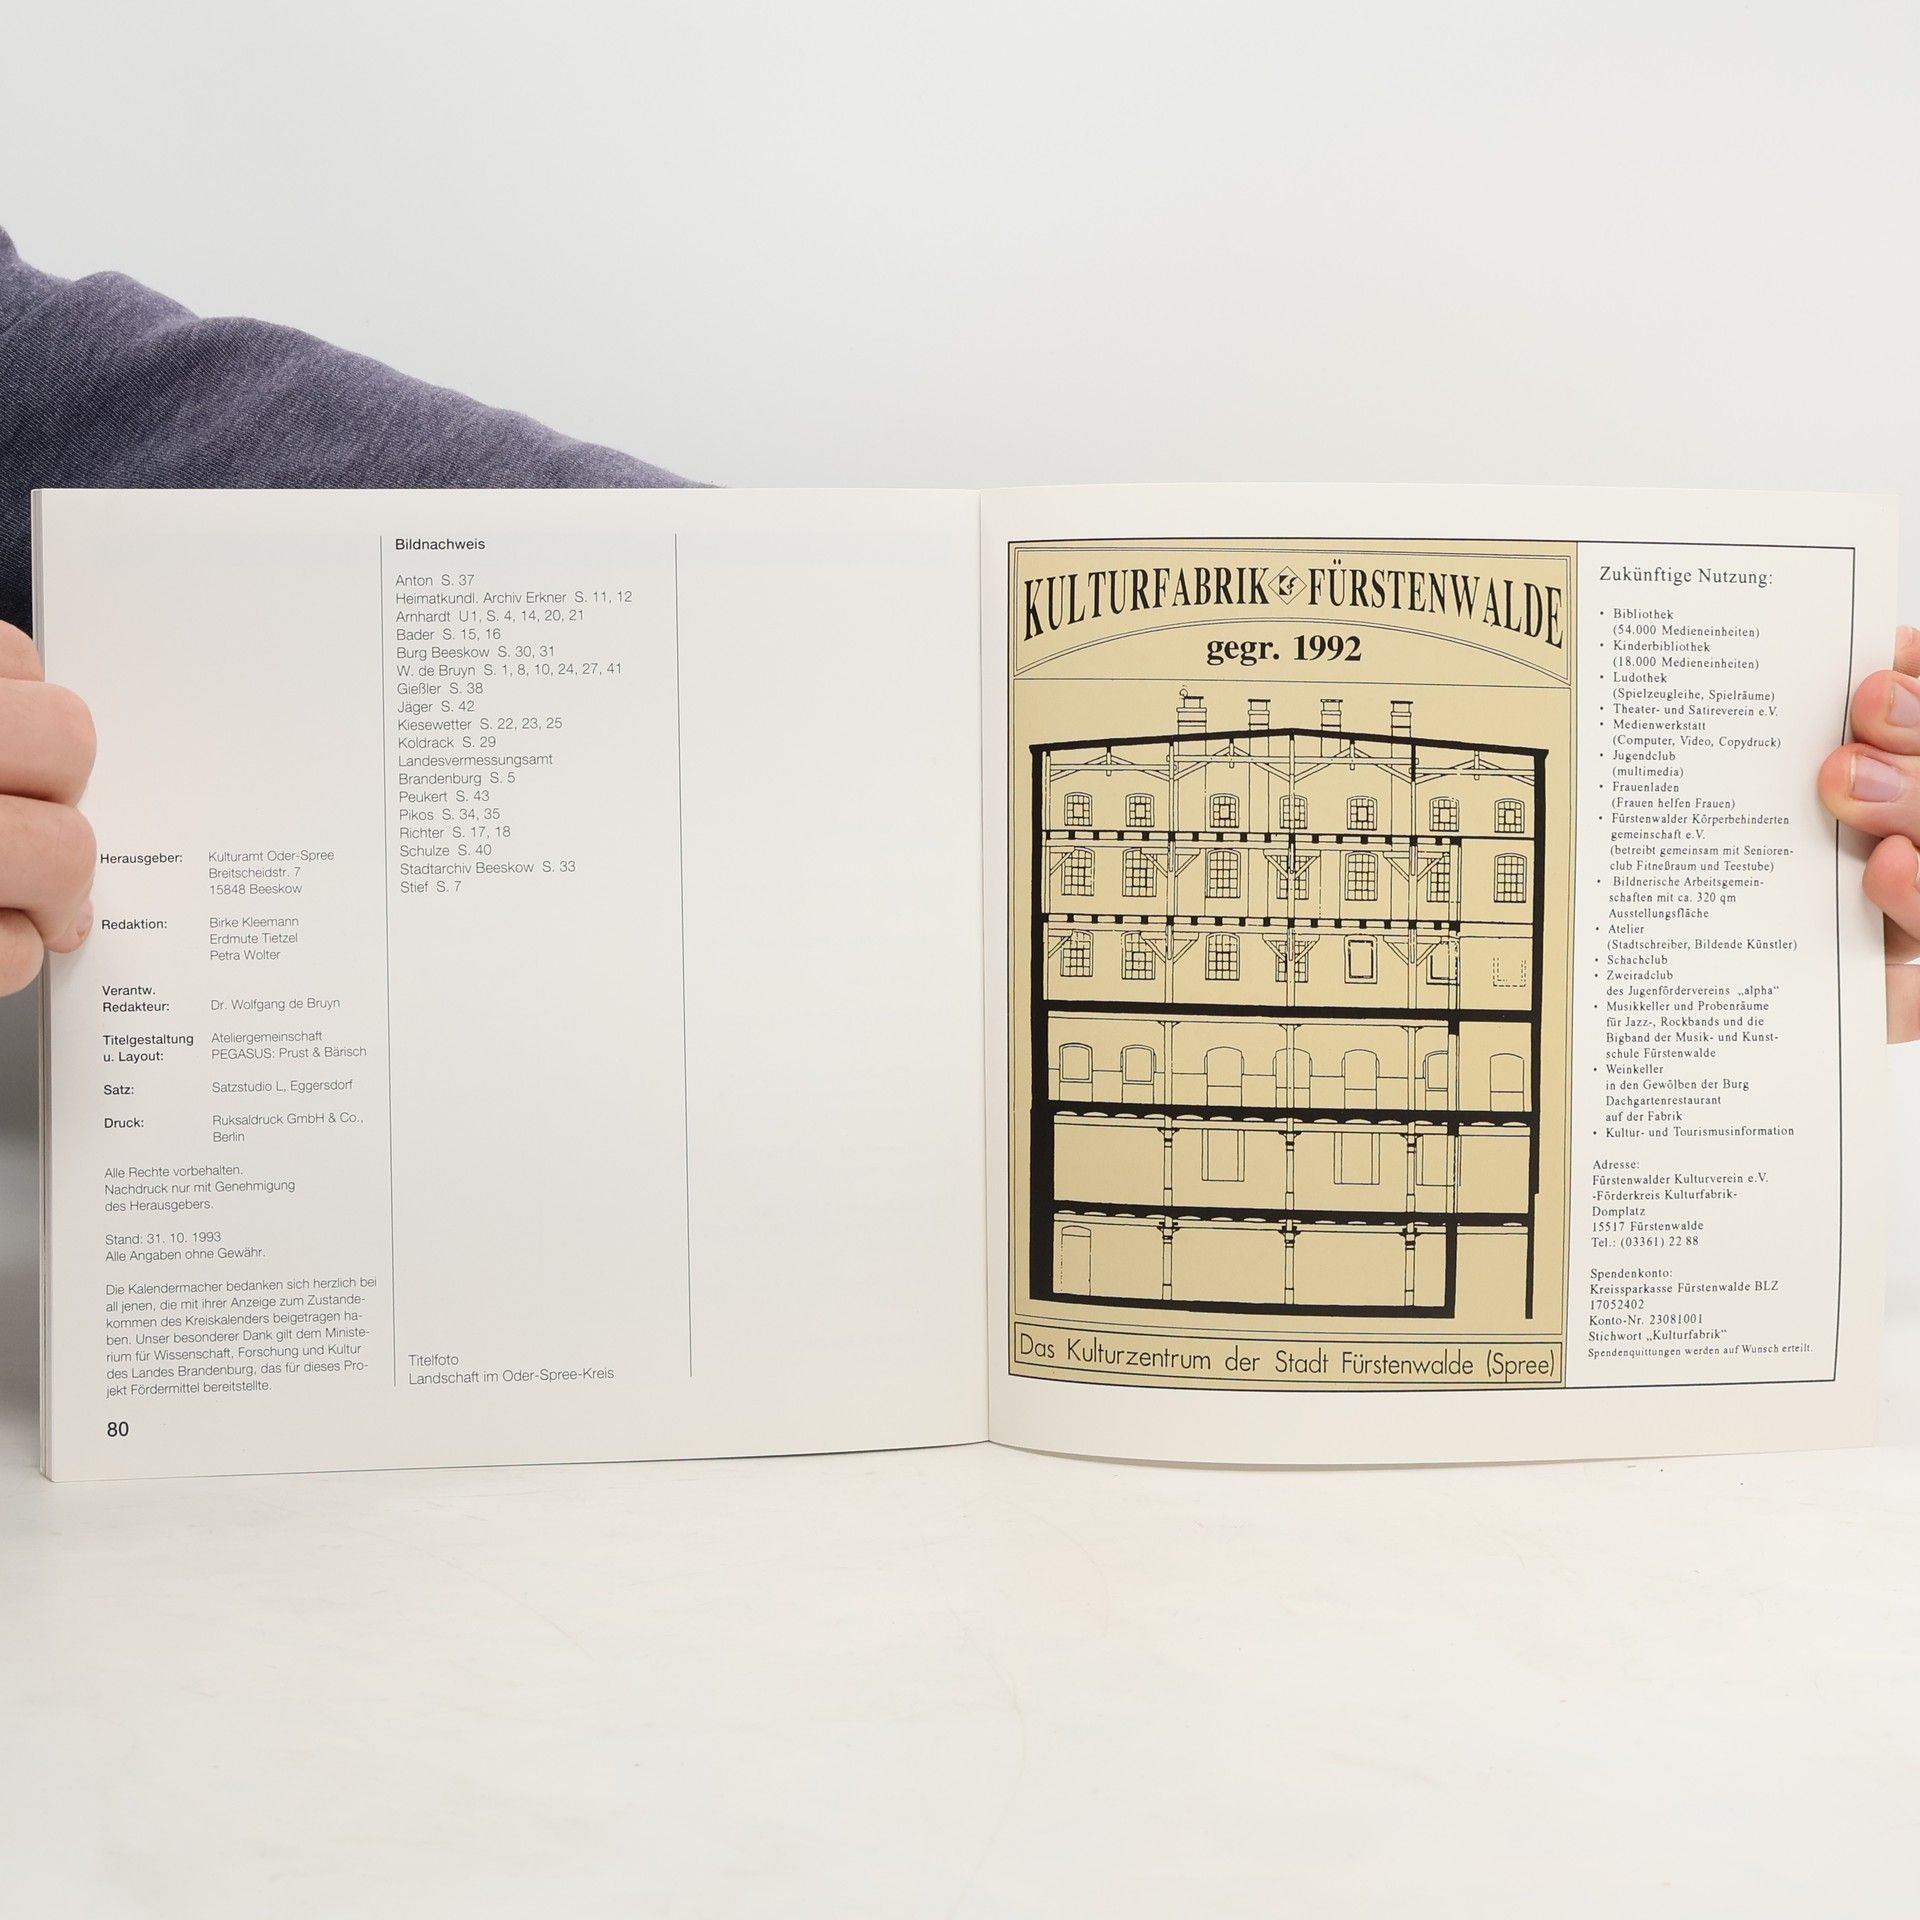 Herausgeber: Kulturamt Oder-Spree
Breitscheidstr. 7
15848 Beeskow
Redaktion: Birke Kleemann
Erdmute Tietzel
Petra Wolter
Verantw.
Redakteur: Dr. Wolfgang de Bruyn
Titelgestaltung Ateliergemeinschaft
u. Layout: PEGASUS: Prust & Bärisch
Satz: Satzstudio L, Eggersdorf
Druck: Ruksaldruck GmbH & Co.,
Berlin
Alle Rechte vorbehalten.
Nachdruck nur mit Genehmigung
des Herausgebers.
Stand: 31. 10. 1993
Alle Angaben ohne Gewähr.
Die Kalendermacher bedanken sich herzlich bei
all jenen, die mit ihrer Anzeige zum Zustande-
kommen des Kreiskalenders beigetragen ha-
ben. Unser besonderer Dank gilt dem Ministe-
rium für Wissenschaft, Forschung und Kultur
des Landes Brandenburg, das für dieses Pro-
jekt Fördermittel bereitstellte.
80
Bildnachweis
Anton S. 37
Heimatkundl. Archiv Erkner S. 11, 12
Arnhardt U1, S. 4, 14, 20, 21
Bader S. 15, 16
Burg Beeskow S. 30, 31
W. de Bruyn S. 1, 8, 10, 24, 27, 41
Gießler S. 38
Jäger S. 42
Kiesewetter S. 22, 23, 25
Koldrack S. 29
Landesvermessungsamt
Brandenburg S. 5
Peukert S. 43
Pikos S. 34, 35
Richter S. 17, 18
Schulze S. 40
Stadtarchiv Beeskow S. 33
Stief S. 7
Titelfoto
Landschaft im Oder-Spree-Kreis
KULTURFABRIK FÜRSTENWALDE
gegr. 1992
Das Kulturzentrum der Stadt Fürstenwalde (Spree)
Zukünftige Nutzung:
• Bibliothek
(54.000 Medieneinheiten)
• Kinderbibliothek
(18.000 Medieneinheiten)
• Ludothek
(Spielzeugleihe, Spielräume)
• Theater- und Satireverein e.V.
• Medienwerkstatt
(Computer, Video, Copydruck)
• Jugendclub
(multimedia)
• Frauenladen
(Frauen helfen Frauen)
• Fürstenwalder Körperbehinderten
gemeinschaft e.V.
(betreibt gemeinsam mit Senioren-
club Fitneßraum und Teestube)
• Bildnerische Arbeitsgemein-
schaften mit ca. 320 qm
Ausstellungsfläche
• Atelier
(Stadtschreiber, Bildende Künstler)
• Schachclub
• Zweiradclub
des Jugenfördervereins „alpha“
• Musikkeller und Probenräume
für Jazz-, Rockbands und die
Bigband der Musik- und Kunst-
schule Fürstenwalde
• Weinkeller
in den Gewölben der Burg
Dachgartenrestaurant
auf der Fabrik
• Kultur- und Tourismusinformation
Adresse:
Fürstenwalder Kulturverein e.V.
-Förderkreis Kulturfabrik-
Domplatz
15517 Fürstenwalde
Tel.: (03361) 22 88
Spendenkonto:
Kreissparkasse Fürstenwalde BLZ
17052402
Konto-Nr. 23081001
Stichwort „Kulturfabrik“
Spendenquittungen werden auf Wunsch erteilt.